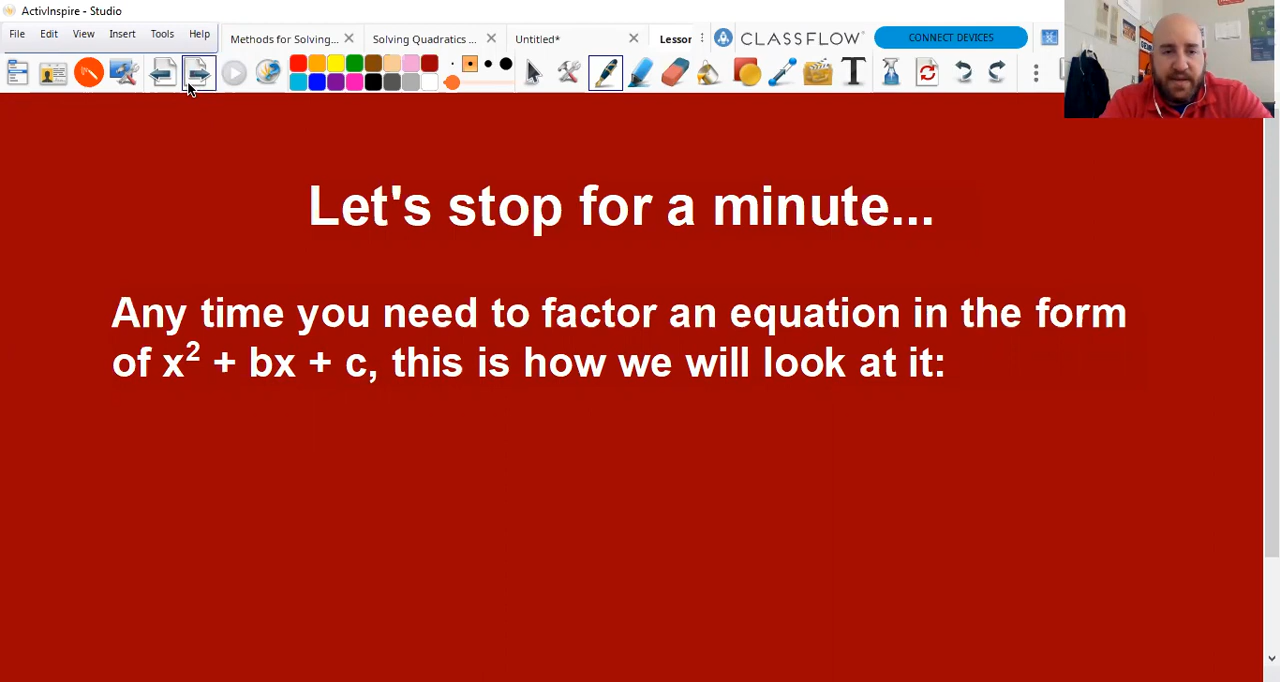 ActivInspire - Studio
File Edit View Insert Tools Help
Methods for Solving...
Solving Quadratics ...
Untitled*
Lessor
CLASSFLOW
CONNECT DEVICES
T
Let's stop for a minute...
Any time you need to factor an equation in the form
of x² + bx + c, this is how we will look at it: